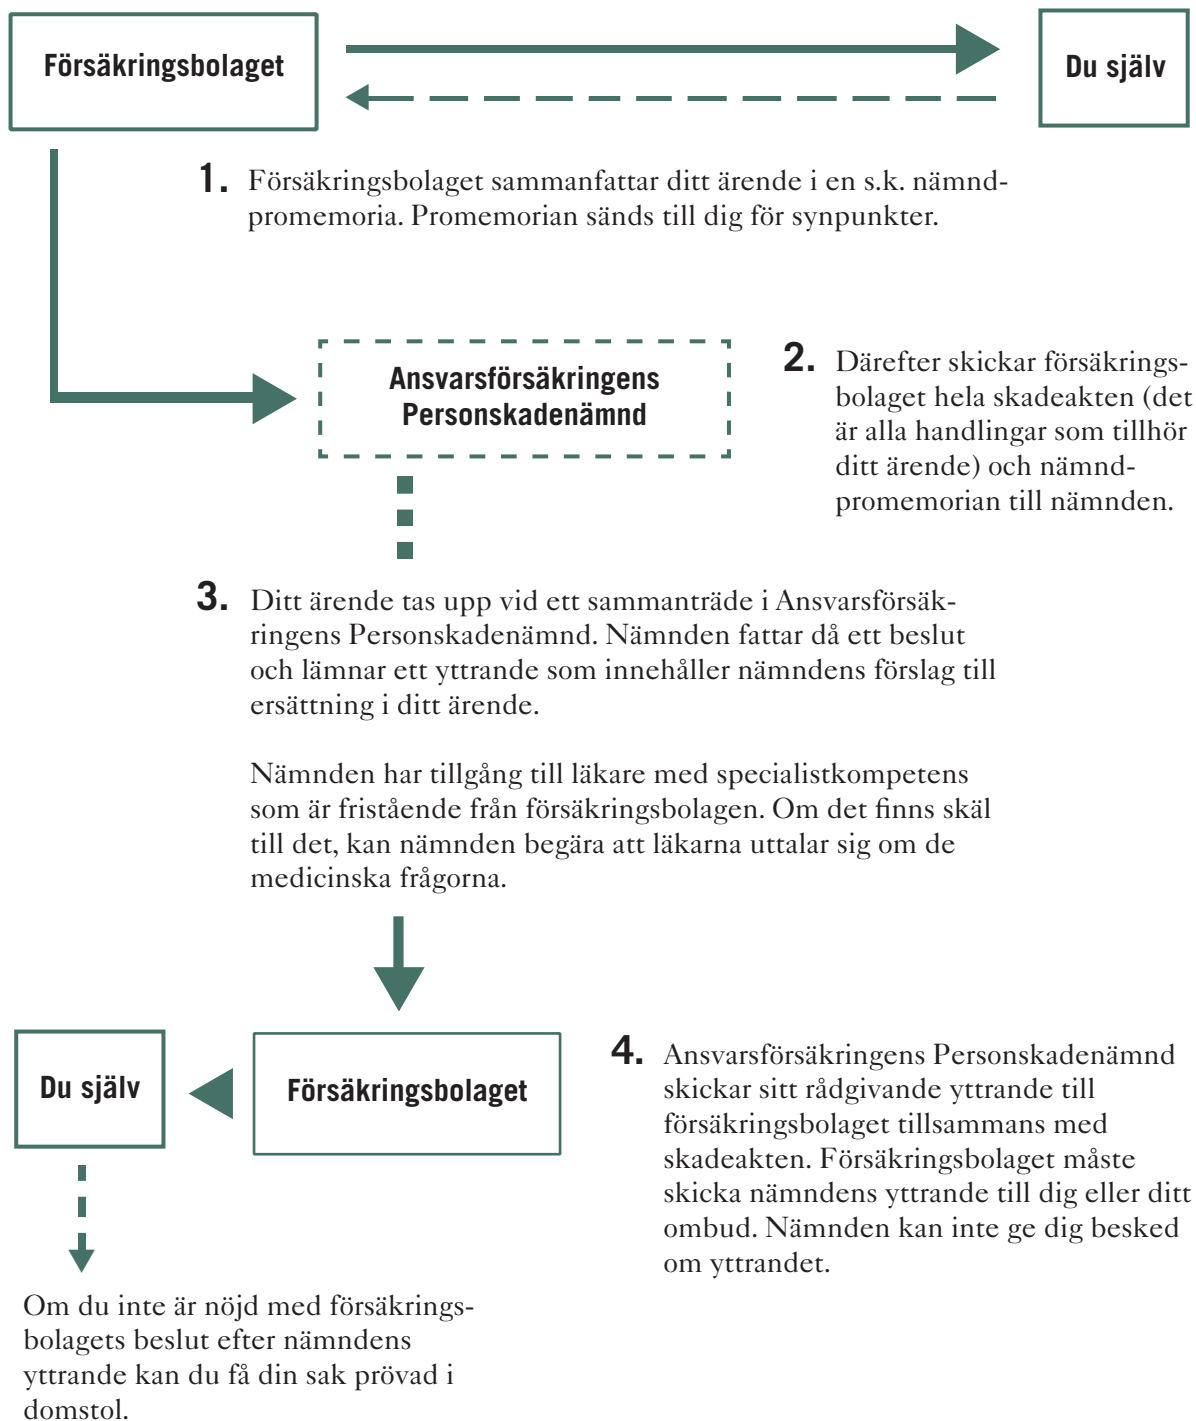 Försäkringsbolaget
Du själv
1. Försäkringsbolaget sammanfattar ditt ärende i en s.k. nämnd-
promemoria. Promemorian sänds till dig för synpunkter.
Ansvarsförsäkringens
Personskadenämnd
2. Därefter skickar försäkrings-
bolaget hela skadeakten (det
är alla handlingar som tillhör
ditt ärende) och nämnd-
promemorian till nämnden.
3. Ditt ärende tas upp vid ett sammanträde i Ansvarsförsäk-
ringens Personskadenämnd. Nämnden fattar då ett beslut
och lämnar ett yttrande som innehåller nämndens förslag till
ersättning i ditt ärende.
Nämnden har tillgång till läkare med specialistkompetens
som är fristående från försäkringsbolagen. Om det finns skäl
till det, kan nämnden begära att läkarna uttalar sig om de
medicinska frågorna.
Du själv
Försäkringsbolaget
4. Ansvarsförsäkringens Personskadenämnd
skickar sitt rådgivande yttrande till
försäkringsbolaget tillsammans med
skadeakten. Försäkringsbolaget måste
skicka nämndens yttrande till dig eller ditt
ombud. Nämnden kan inte ge dig besked
om yttrandet.
Om du inte är nöjd med försäkrings-
bolagets beslut efter nämndens
yttrande kan du få din sak prövad i
domstol.